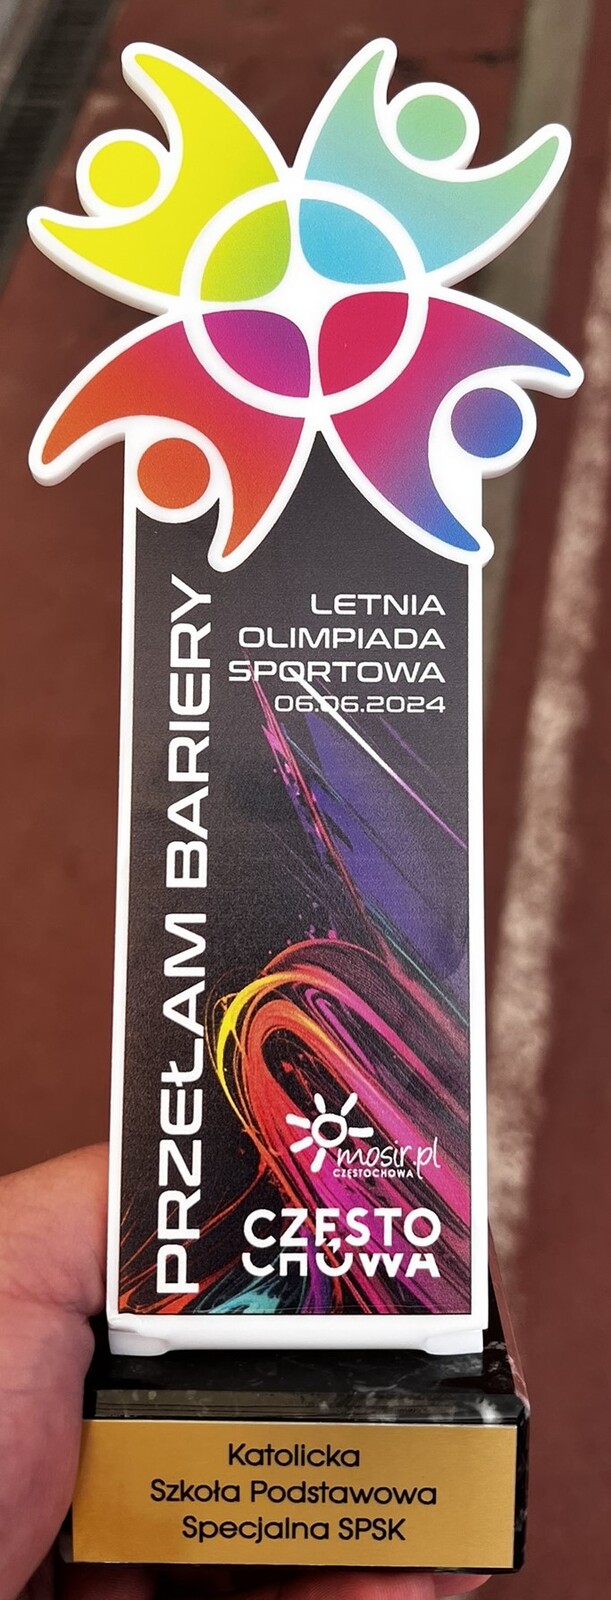 LETNIA
OLIMPIADA
SPORTOWA
06.06.2024
PRZEŁAM BARIERY
mosir.pl
CZĘSTOCHOWA
CZĘSTO
CHOWA
Katolicka
Szkoła Podstawowa
Specjalna SPSK